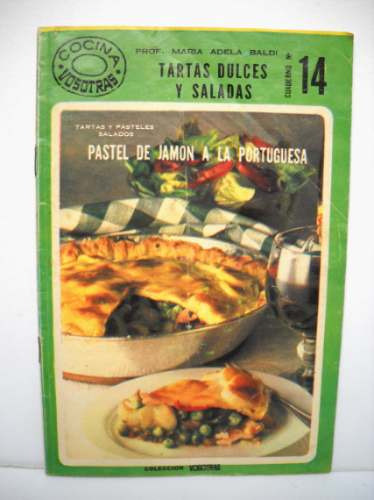 COCINA
VOSOTRAS
PROF. MARIA ADELA BALDI
TARTAS DULCES
Y SALADAS
CUADERNO Nº
14
TARTAS Y PASTELES
SALADOS
PASTEL DE JAMON A LA PORTUGUESA
COLECCION VOSOTRAS